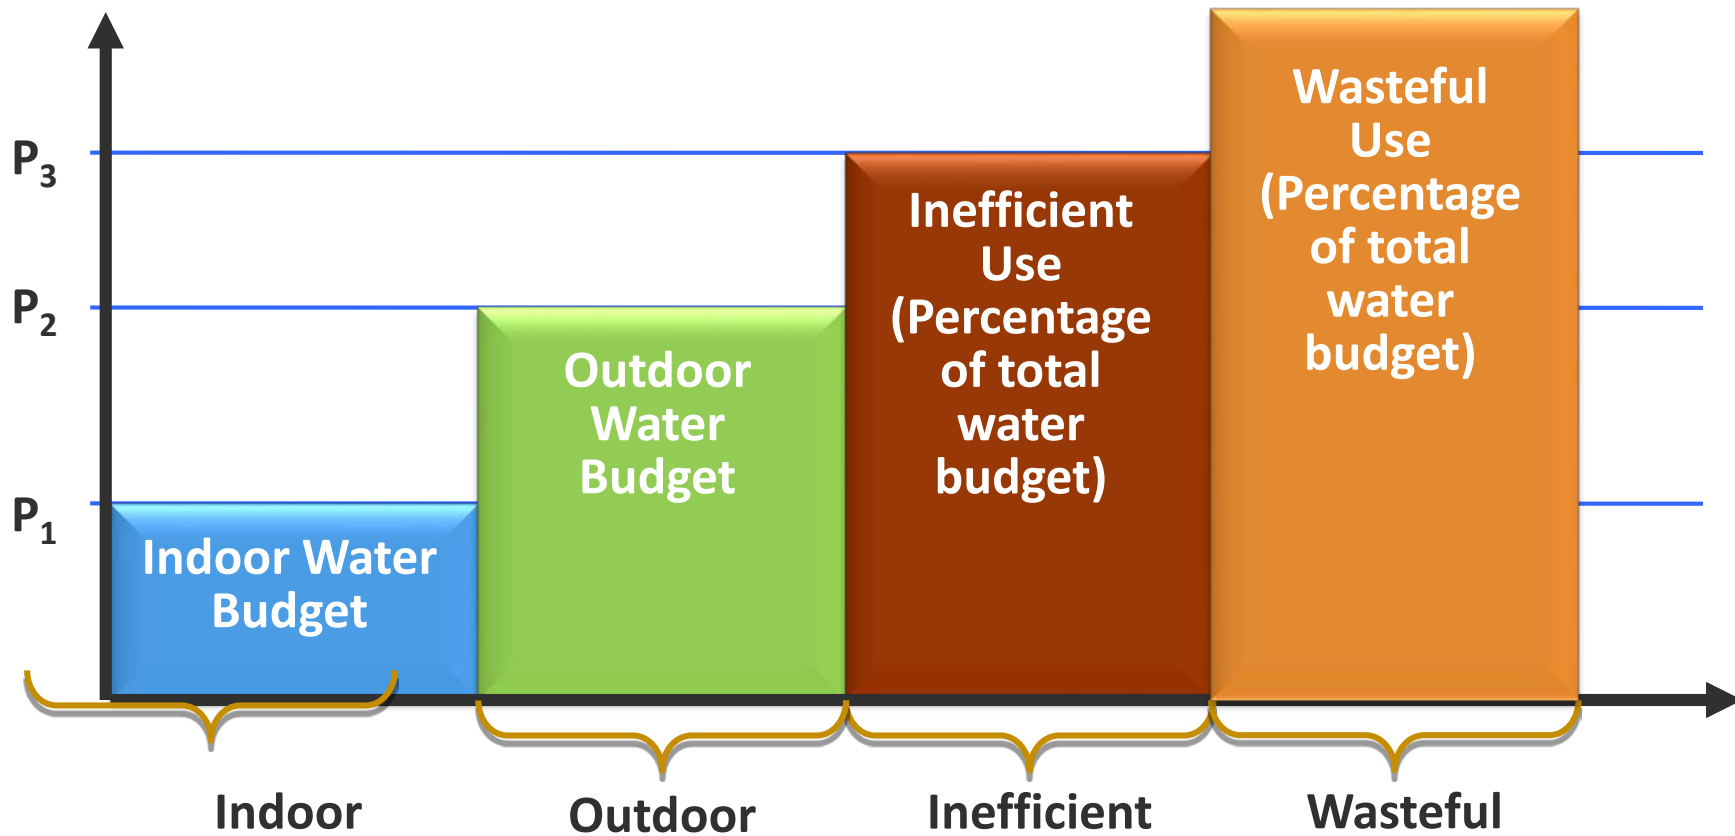 P3
P2
P1
Indoor Water
Budget
Outdoor
Water
Budget
Inefficient
Use
(Percentage
of total
water
budget)
Wasteful
Use
(Percentage
of total
water
budget)
Indoor
Outdoor
Inefficient
Wasteful